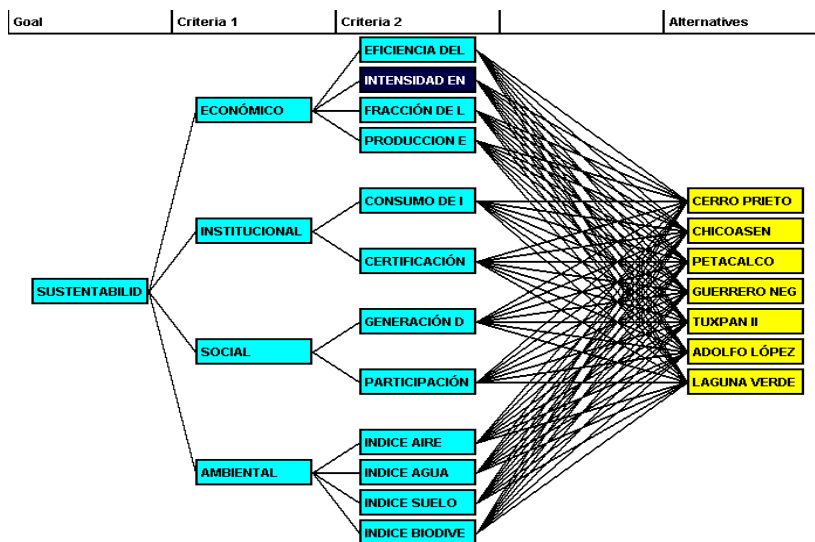 Goal
Criteria 1
Criteria 2
Alternatives
EFICIENCIA DEL
INTENSIDAD EN
ECONÓMICO
FRACCIÓN DE L
PRODUCCION E
CERRO PRIETO
CONSUMO DE I
INSTITUCIONAL
CHICOASEN
CERTIFICACIÓN
PETACALCO
SUSTENTABILID
GUERRERO NEG
GENERACIÓN D
TUXPAN II
SOCIAL
ADOLFO LÓPEZ
PARTICIPACIÓN
LAGUNA VERDE
INDICE AIRE
AMBIENTAL
INDICE AGUA
INDICE SUELO
INDICE BIODIVE